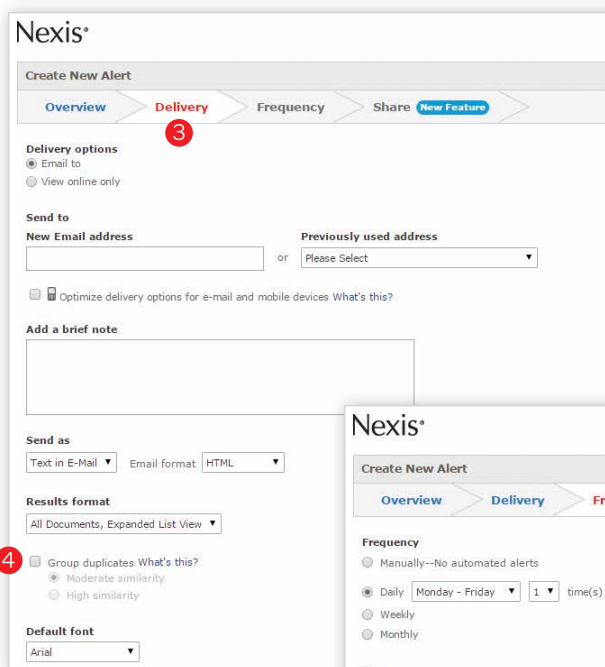 Nexis®
Create New Alert
Overview Delivery Frequency Share New Feature
3
Delivery options
Email to
View online only
Send to
New Email address Previously used address
or Please Select
Optimize delivery options for e-mail and mobile devices What's this?
Add a brief note
Send as
Text in E-Mail Email format HTML
Results format
All Documents, Expanded List View
4 Group duplicates What's this?
Moderate similarity
High similarity
Default font
Arial
Nexis®
Create New Alert
Overview Delivery Fr
Frequency
Manually--No automated alerts
Daily Monday - Friday 1 time(s)
Weekly
Monthly